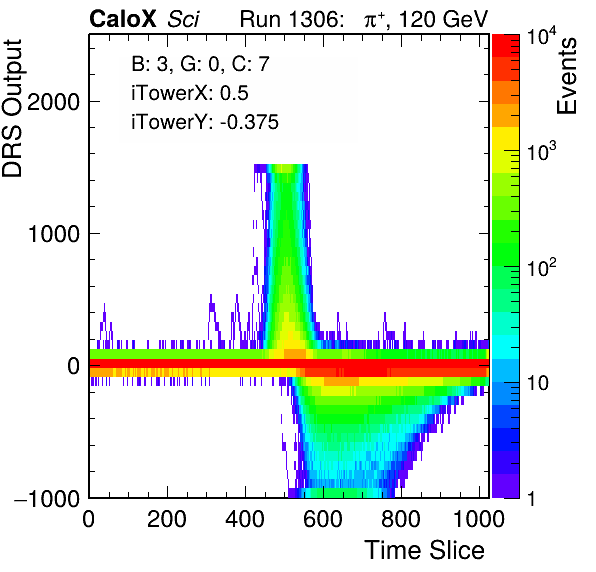 CaloX Sci Run 1306: π⁺, 120 GeV
B: 3, G: 0, C: 7
iTowerX: 0.5
iTowerY: -0.375
DRS Output
2000
1000
0
−1000
0 200 400 600 800 1000
Time Slice
Events
10⁴
10³
10²
10
1